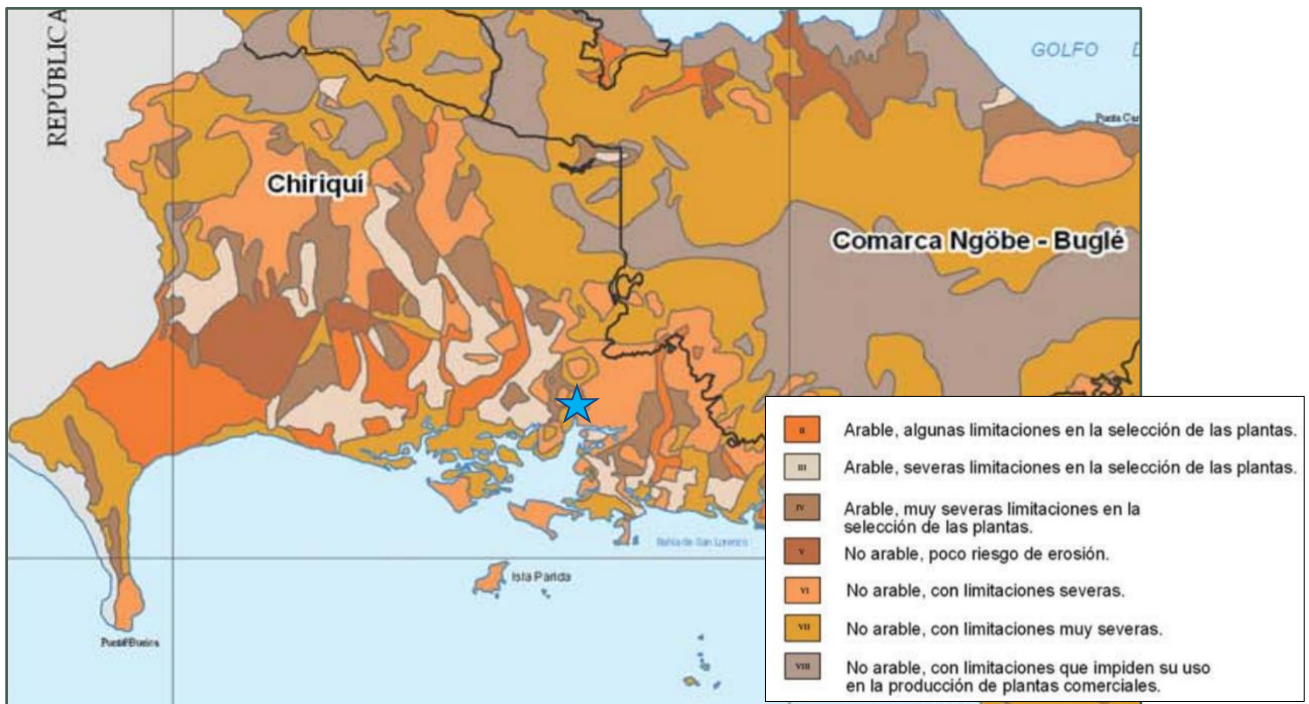 REPÚBLICA
GOLFO D
Punta Car
Chiriquí
Comarca Ngöbe - Buglé
Bahía de San Lorenzo
Isla Parida
Punta Burica
II Arable, algunas limitaciones en la selección de las plantas.
III Arable, severas limitaciones en la selección de las plantas.
IV Arable, muy severas limitaciones en la
selección de las plantas.
V No arable, poco riesgo de erosión.
VI No arable, con limitaciones severas.
VII No arable, con limitaciones muy severas.
VIII No arable, con limitaciones que impiden su uso
en la producción de plantas comerciales.